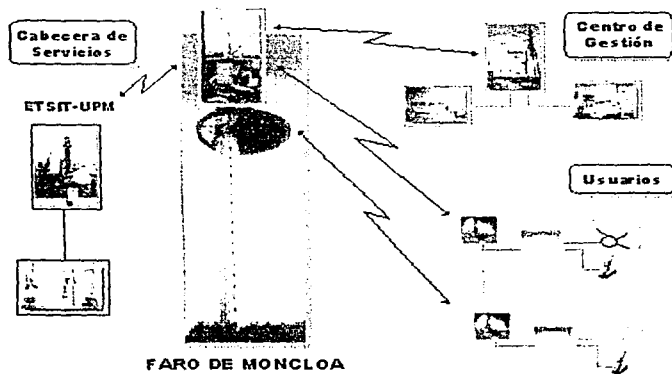 Cabecera de
Servicios
ETSIT-UPM
FARO DE MONCLOA
Centro de
Gestión
Usuarios